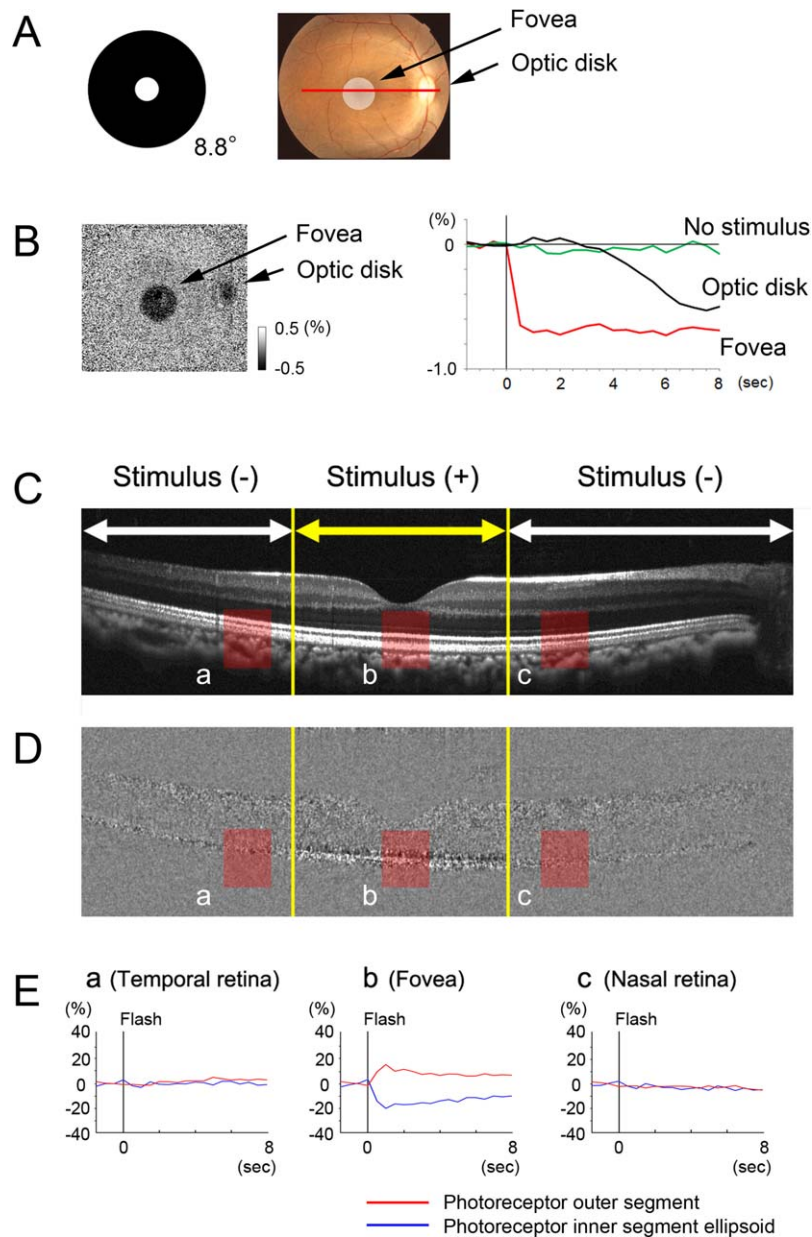 A
8.8°
Fovea
Optic disk
B
Fovea
Optic disk
0.5 (%)
-0.5
(%)
0
-1.0
0 2 4 6 8 (sec)
No stimulus
Optic disk
Fovea
C
Stimulus (-) Stimulus (+) Stimulus (-)
a b c
D
a b c
E
a (Temporal retina) b (Fovea) c (Nasal retina)
(%) Flash (%) Flash (%) Flash
40 40 40
20 20 20
0 0 0
-20 -20 -20
-40 -40 -40
0 8 0 8 0 8
(sec) (sec) (sec)
Photoreceptor outer segment
Photoreceptor inner segment ellipsoid